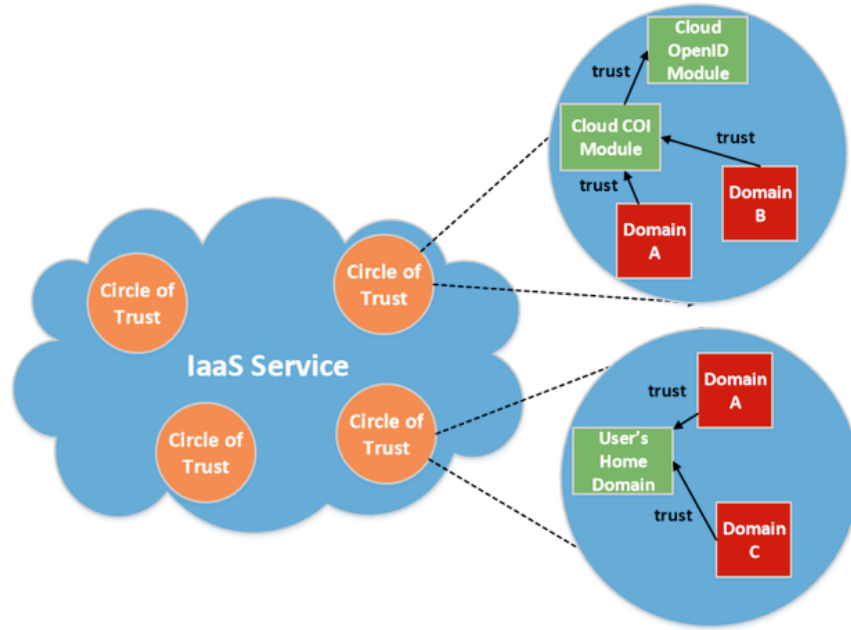 Cloud
OpenID
Module
trust
Cloud COI
Module
trust
trust
Domain
B
Domain
A
Circle of
Trust
Circle of
Trust
IaaS Service
Circle of
Trust
Circle of
Trust
Domain
A
trust
User's
Home
Domain
trust
Domain
C